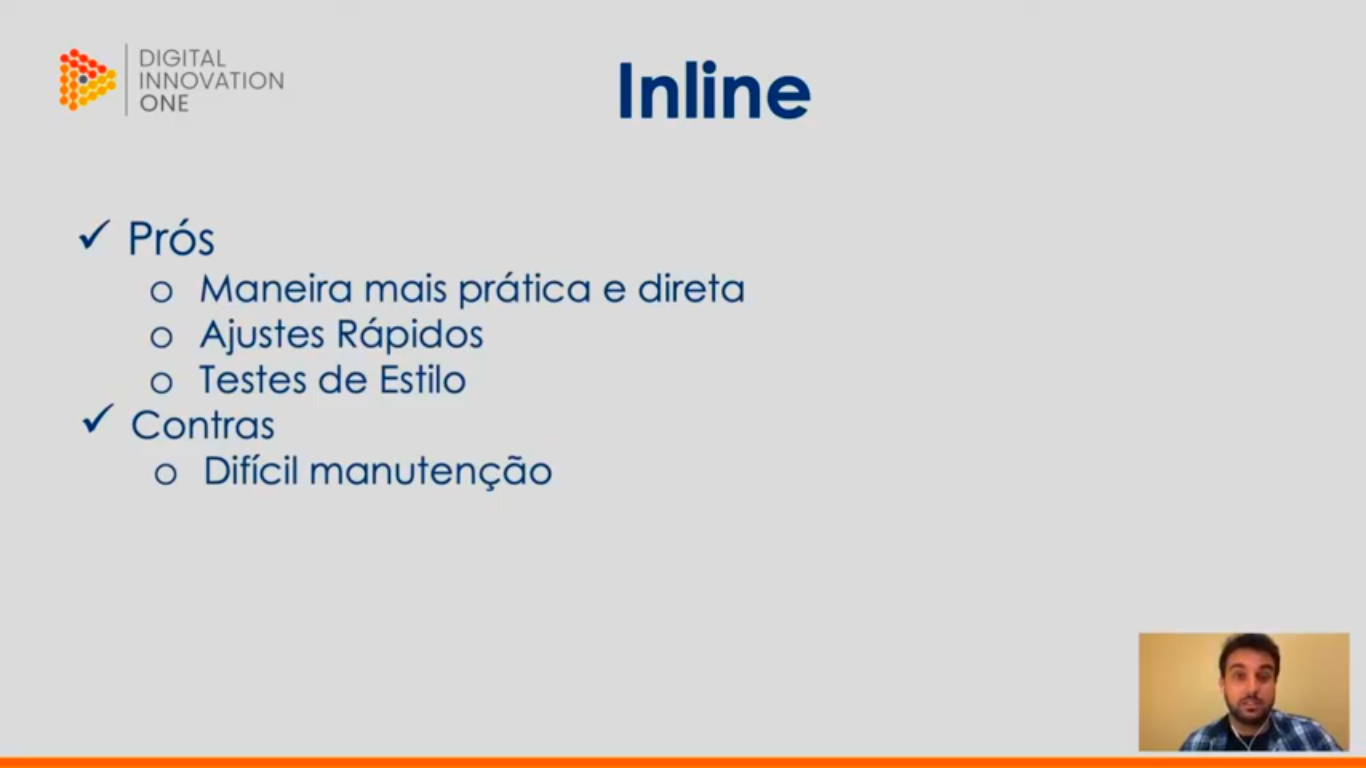 DIGITAL
INNOVATION
ONE
Inline
✓ Prós
o Maneira mais prática e direta
o Ajustes Rápidos
o Testes de Estilo
✓ Contras
o Difícil manutenção